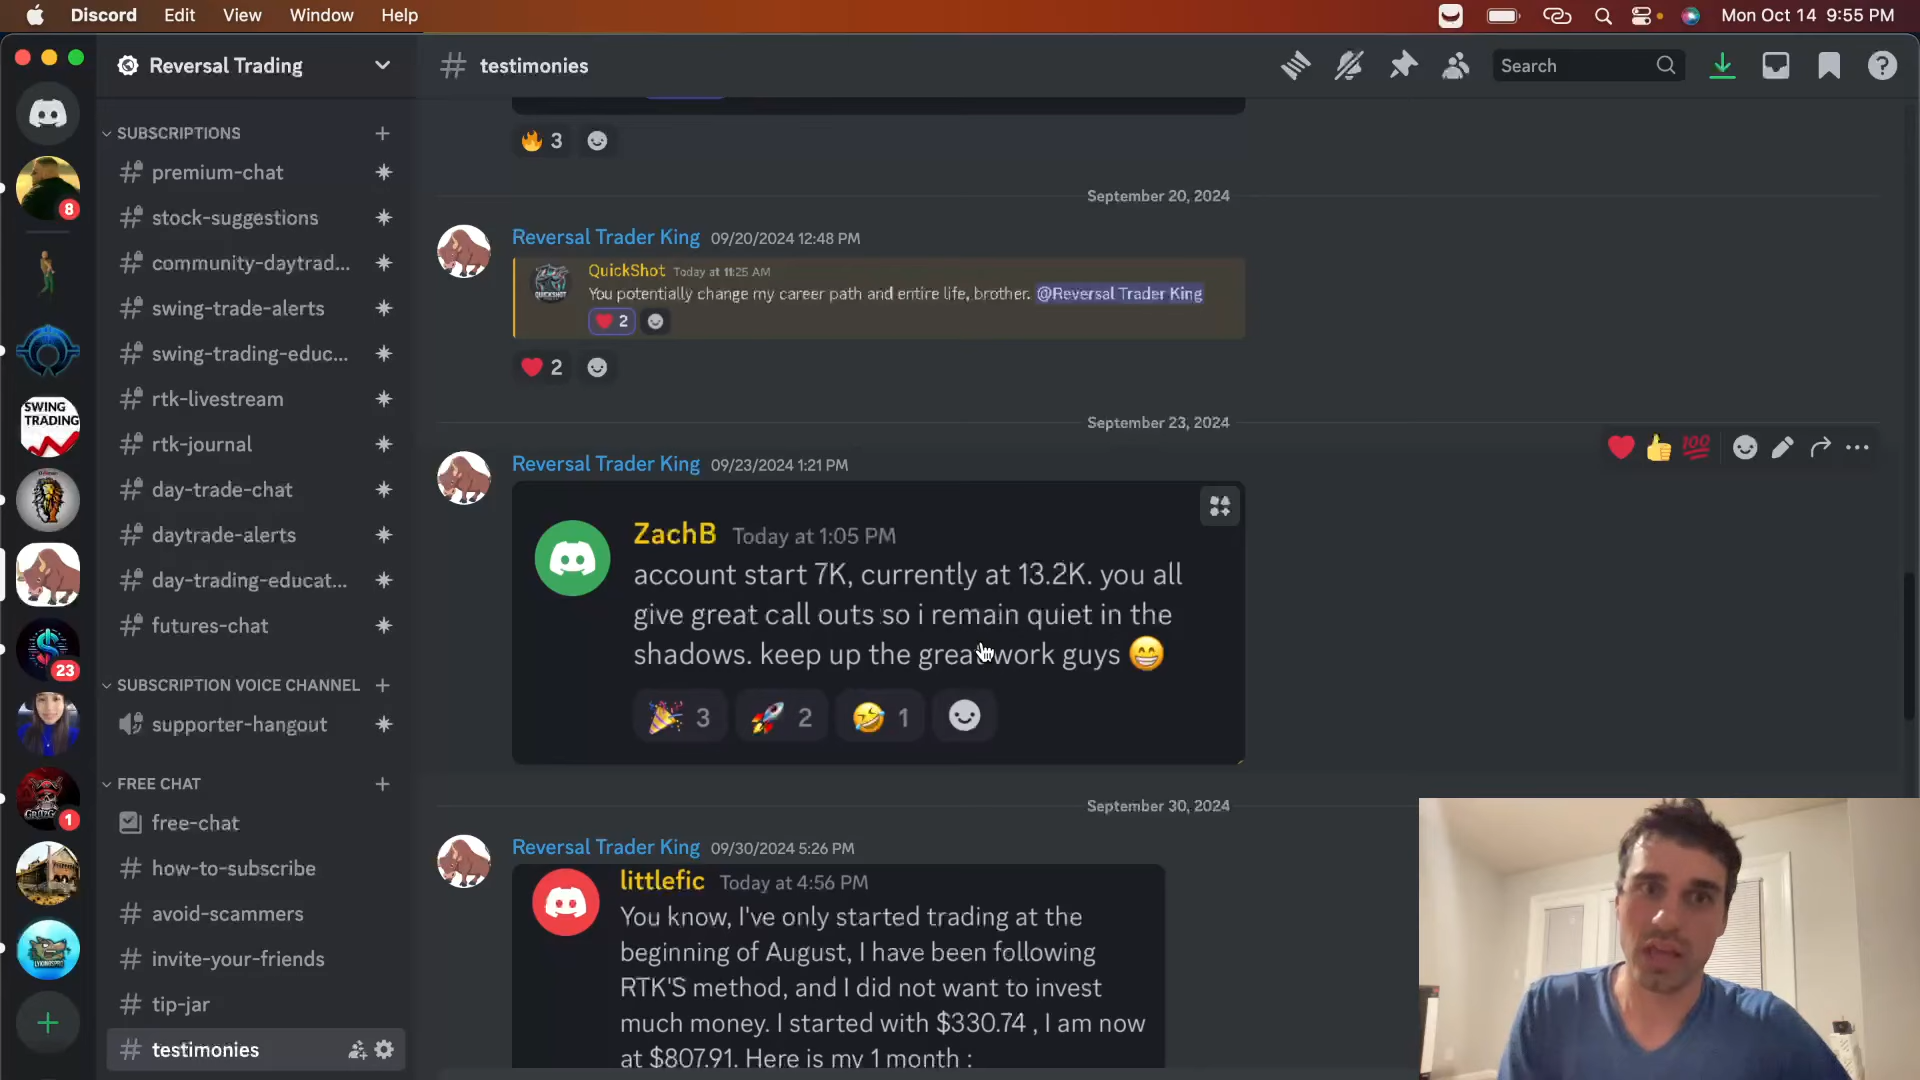 Discord Edit View Window Help
Mon Oct 14 9:55 PM
Reversal Trading
# testimonies
Search
SUBSCRIPTIONS
premium-chat
stock-suggestions
community-daytrad...
swing-trade-alerts
swing-trading-educ...
rtk-livestream
rtk-journal
day-trade-chat
daytrade-alerts
day-trading-educat...
futures-chat
SUBSCRIPTION VOICE CHANNEL
supporter-hangout
FREE CHAT
free-chat
how-to-subscribe
avoid-scammers
invite-your-friends
tip-jar
testimonies
8
SWING
TRADING
23
1
3
September 20, 2024
Reversal Trader King 09/20/2024 12:48 PM
QuickShot Today at 11:25 AM
You potentially change my career path and entire life, brother. @Reversal Trader King
2
2
September 23, 2024
Reversal Trader King 09/23/2024 1:21 PM
100
ZachB Today at 1:05 PM
account start 7K, currently at 13.2K. you all
give great call outs so i remain quiet in the
shadows. keep up the great work guys 😁
3 2 1
September 30, 2024
Reversal Trader King 09/30/2024 5:26 PM
littlefic Today at 4:56 PM
You know, I've only started trading at the
beginning of August, I have been following
RTK'S method, and I did not want to invest
much money. I started with $330.74 , I am now
at $807.91. Here is my 1 month :